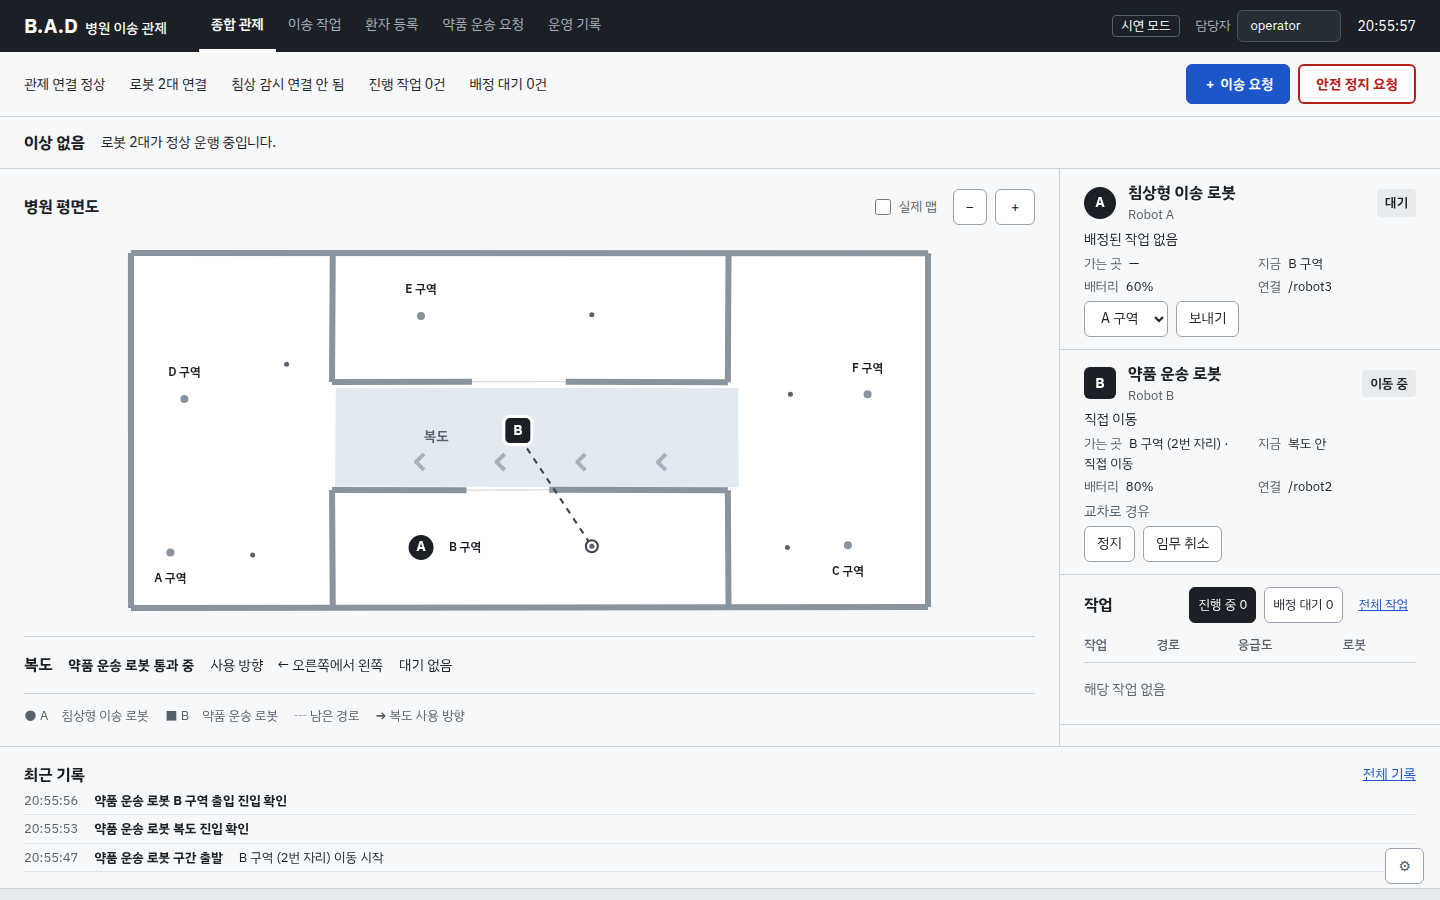 B.A.D 병원 이송 관제
종합 관제 이송 작업 환자 등록 약품 운송 요청 운영 기록
시연 모드 담당자 operator 20:55:57
관제 연결 정상 로봇 2대 연결 침상 감시 연결 안 됨 진행 작업 0건 배정 대기 0건
+ 이송 요청 안전 정지 요청
이상 없음 로봇 2대가 정상 운행 중입니다.
병원 평면도
실제 맵 − +
E 구역
D 구역
F 구역
복도
B
A B 구역
A 구역
C 구역
복도 약품 운송 로봇 통과 중 사용 방향 ← 오른쪽에서 왼쪽 대기 없음
● A 침상형 이송 로봇 ■ B 약품 운송 로봇 --- 남은 경로 → 복도 사용 방향
A 침상형 이송 로봇
Robot A
대기
배정된 작업 없음
가는 곳 — 지금 B 구역
배터리 60% 연결 /robot3
A 구역 보내기
B 약품 운송 로봇
Robot B
이동 중
직접 이동
가는 곳 B 구역 (2번 자리) · 지금 복도 안
직접 이동
배터리 80% 연결 /robot2
교차로 경유
정지 임무 취소
작업 진행 중 0 배정 대기 0 전체 작업
작업 경로 응급도 로봇
해당 작업 없음
최근 기록 전체 기록
20:55:56 약품 운송 로봇 B 구역 출입 진입 확인
20:55:53 약품 운송 로봇 복도 진입 확인
20:55:47 약품 운송 로봇 구간 출발 B 구역 (2번 자리) 이동 시작